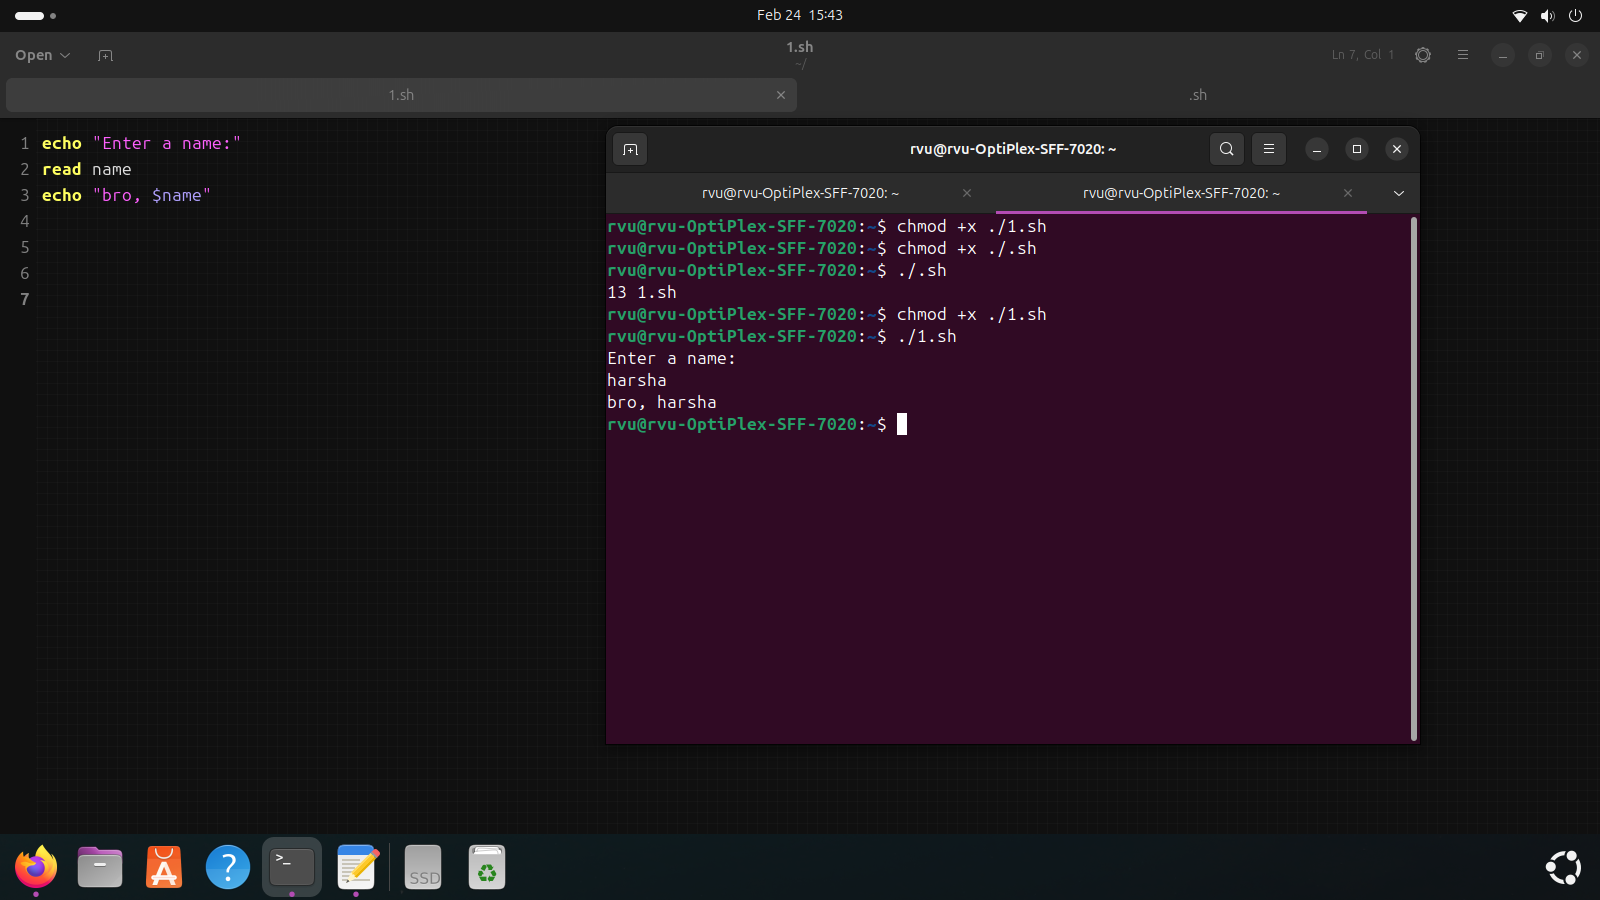 Feb 24 15:43
Open
1.sh
~/
Ln 7, Col 1
1.sh
.sh
1 echo "Enter a name:"
2 read name
3 echo "bro, $name"
4
5
6
7
rvu@rvu-OptiPlex-SFF-7020: ~
rvu@rvu-OptiPlex-SFF-7020: ~
rvu@rvu-OptiPlex-SFF-7020: ~
rvu@rvu-OptiPlex-SFF-7020:~$ chmod +x ./1.sh
rvu@rvu-OptiPlex-SFF-7020:~$ chmod +x ./.sh
rvu@rvu-OptiPlex-SFF-7020:~$ ./.sh
13 1.sh
rvu@rvu-OptiPlex-SFF-7020:~$ chmod +x ./1.sh
rvu@rvu-OptiPlex-SFF-7020:~$ ./1.sh
Enter a name:
harsha
bro, harsha
rvu@rvu-OptiPlex-SFF-7020:~$
SSD